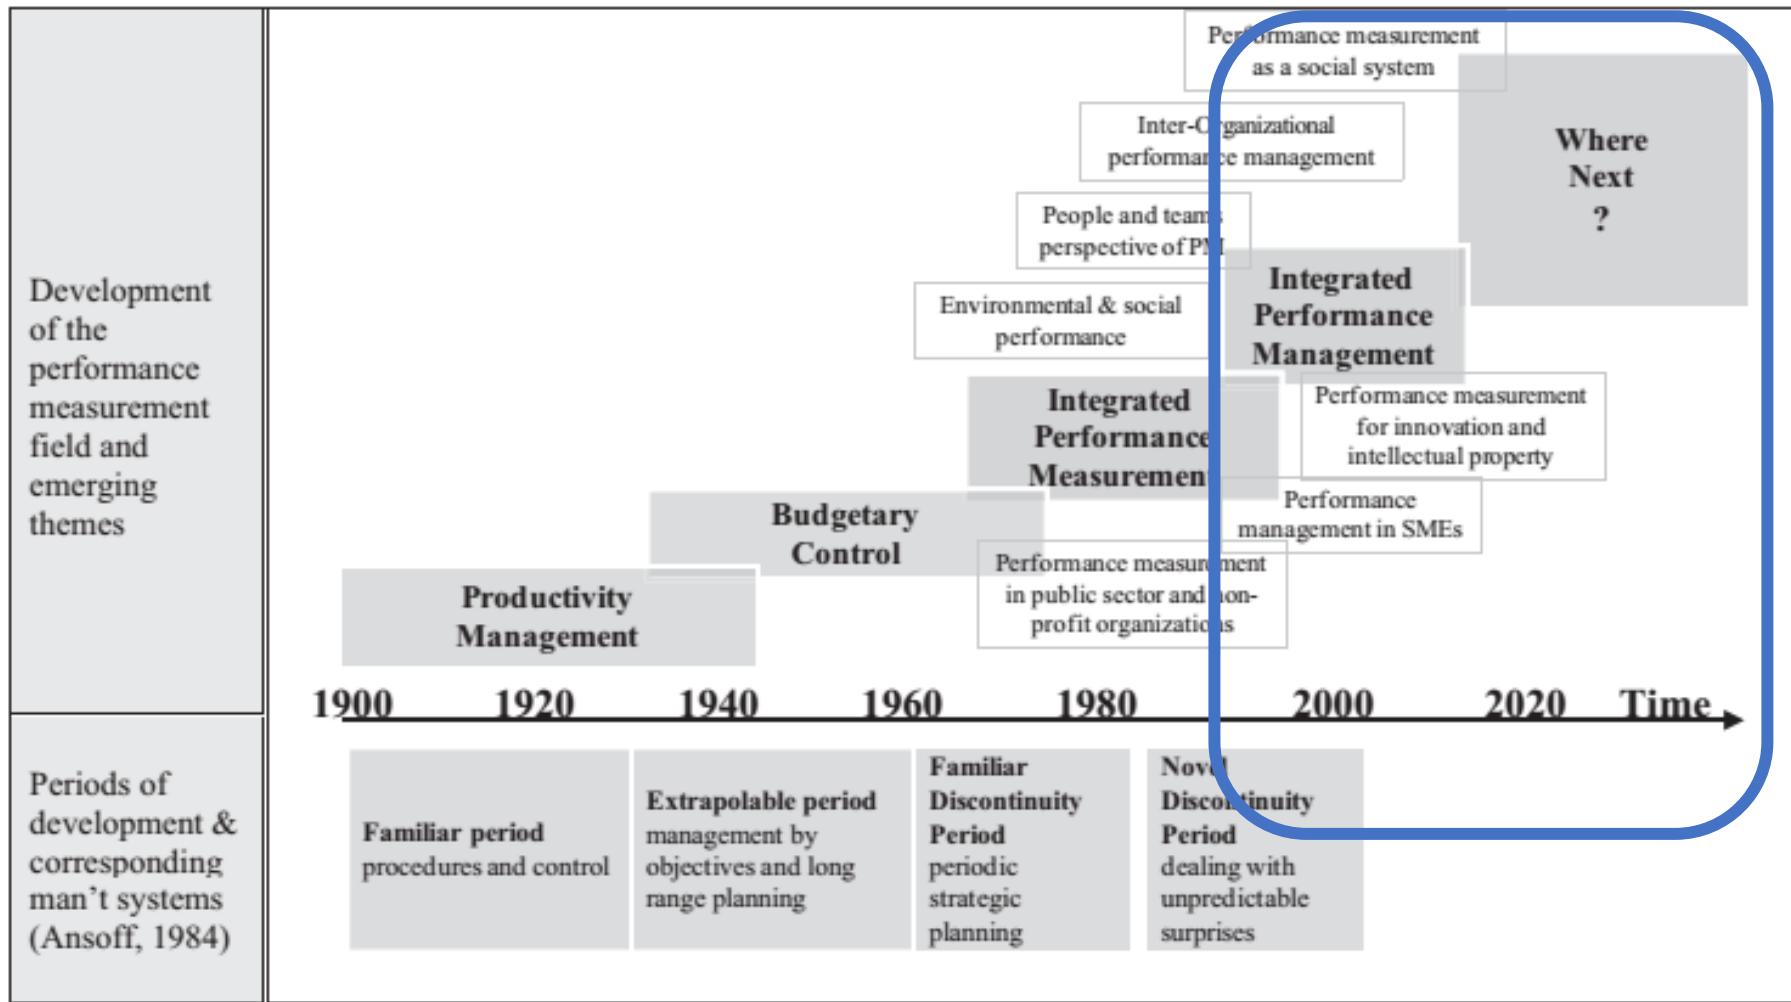 Development
of the
performance
measurement
field and
emerging
themes
Performance measurement
as a social system
Inter-Organizational
performance management
People and teams
perspective of PM
Environmental & social
performance
Where
Next
?
Integrated
Performance
Management
Integrated
Performance
Measurement
Performance measurement
for innovation and
intellectual property
Performance
management in SMEs
Budgetary
Control
Performance measurement
in public sector and non-
profit organizations
Productivity
Management
1900 1920 1940 1960 1980 2000 2020 Time
Periods of
development &
corresponding
man't systems
(Ansoff, 1984)
Familiar period
procedures and control
Extrapolable period
management by
objectives and long
range planning
Familiar
Discontinuity
Period
periodic
strategic
planning
Novel
Discontinuity
Period
dealing with
unpredictable
surprises